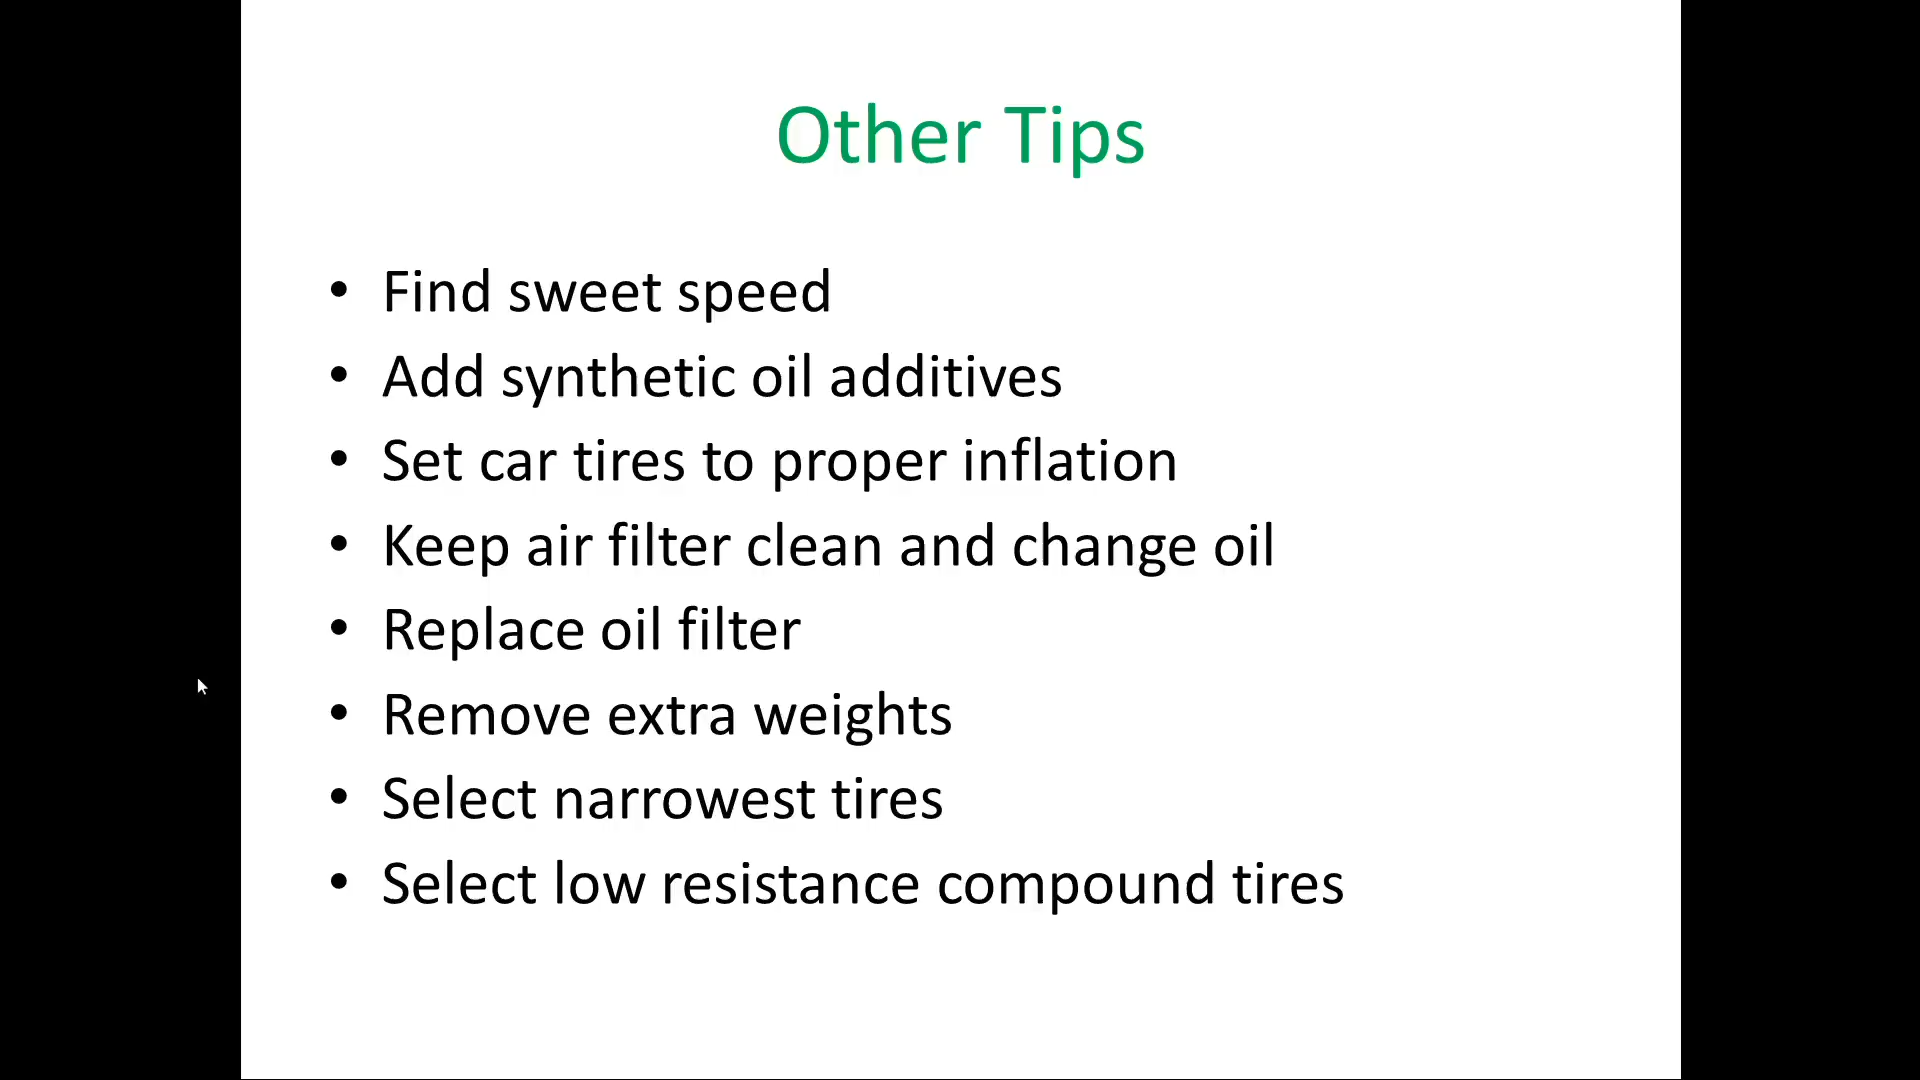 Other Tips
• Find sweet speed
• Add synthetic oil additives
• Set car tires to proper inflation
• Keep air filter clean and change oil
• Replace oil filter
• Remove extra weights
• Select narrowest tires
• Select low resistance compound tires